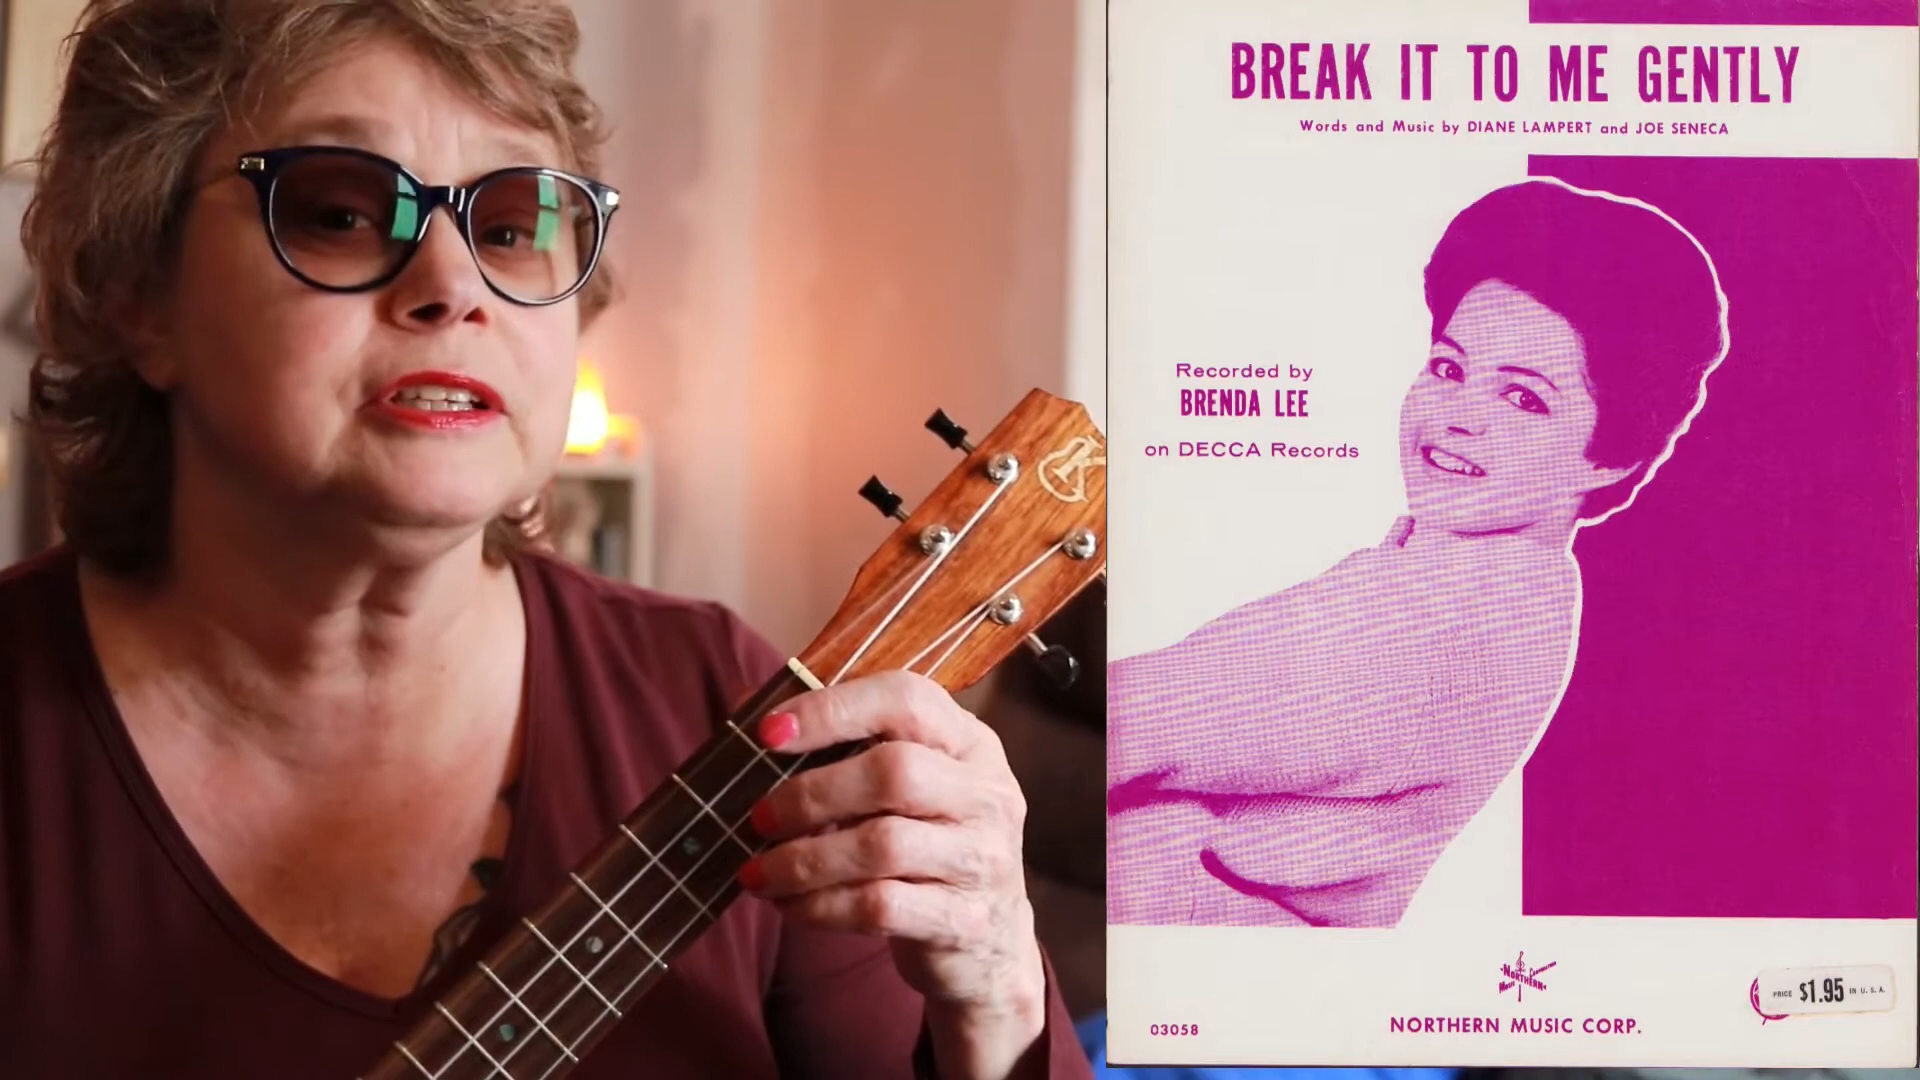 BREAK IT TO ME GENTLY
Words and Music by DIANE LAMPERT and JOE SENECA
Recorded by
BRENDA LEE
on DECCA Records
K
NORTHERN
NORTHERN MUSIC CORP.
03058
PRICE $1.95 IN U.S.A.